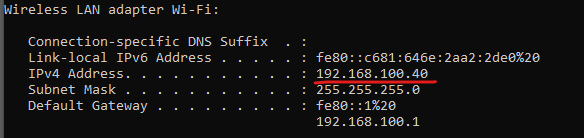 Wireless LAN adapter Wi-Fi:
Connection-specific DNS Suffix  . :
Link-local IPv6 Address . . . . . : fe80::c681:646e:2aa2:2de0%20
IPv4 Address. . . . . . . . . . . : 192.168.100.40
Subnet Mask . . . . . . . . . . . : 255.255.255.0
Default Gateway . . . . . . . . . : fe80::1%20
192.168.100.1